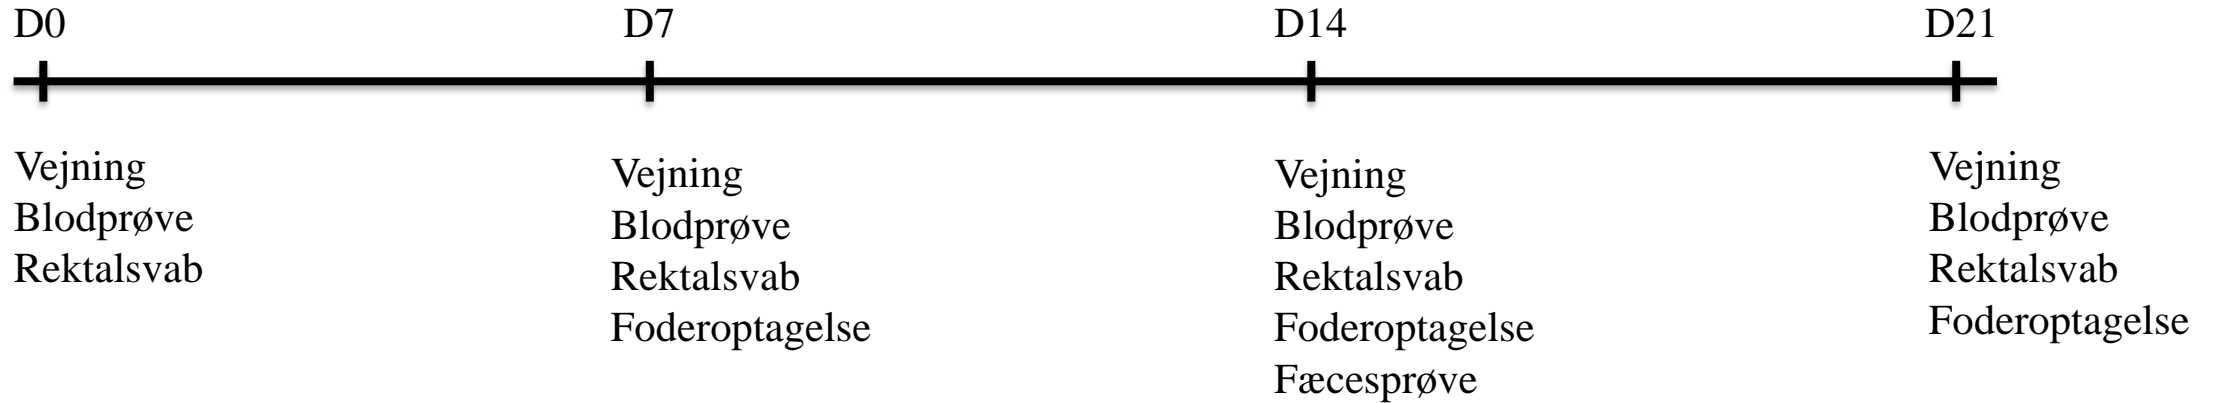 D0
D7
D14
D21
Vejning
Blodprøve
Rektalsvab
Vejning
Blodprøve
Rektalsvab
Foderoptagelse
Vejning
Blodprøve
Rektalsvab
Foderoptagelse
Fæcesprøve
Vejning
Blodprøve
Rektalsvab
Foderoptagelse